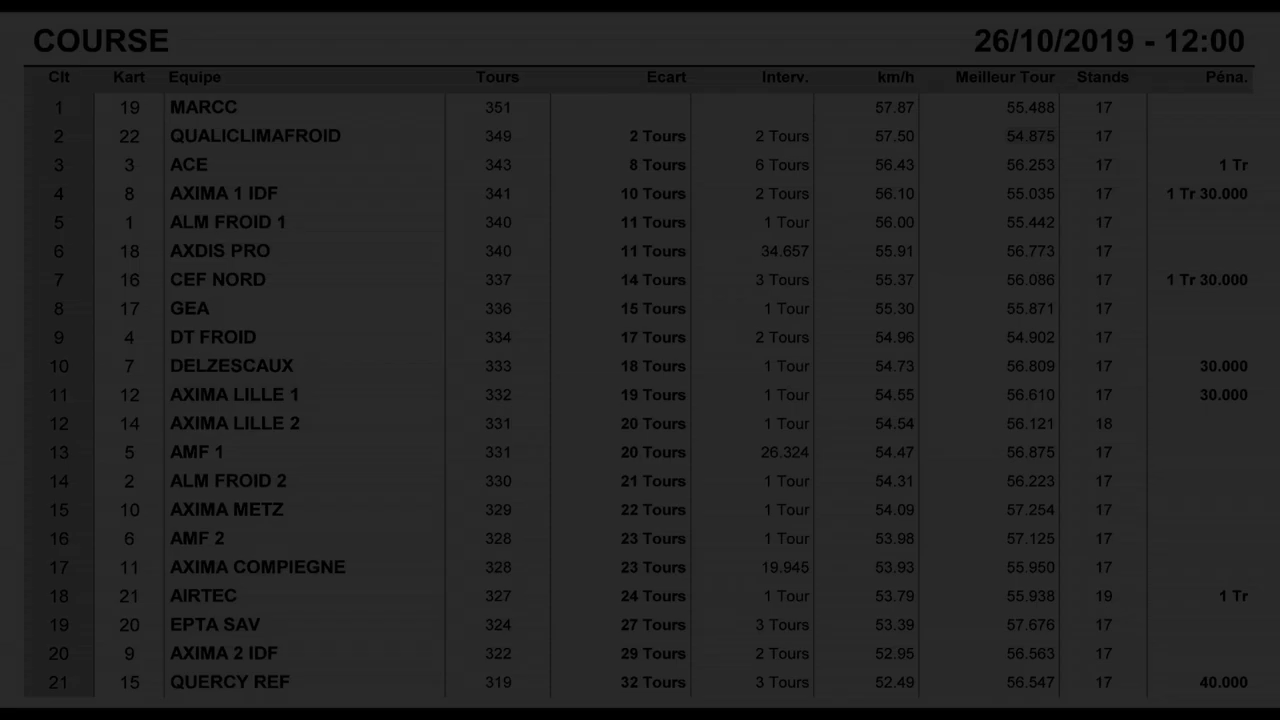 COURSE 26/10/2019 - 12:00
Clt Kart Equipe Tours Ecart Interv. km/h Meilleur Tour Stands Péna.
1 19 MARCC 351 57.87 55.488 17
2 22 QUALICLIMAFROID 349 2 Tours 2 Tours 57.50 54.875 17
3 3 ACE 343 8 Tours 6 Tours 56.43 56.253 17 1 Tr
4 8 AXIMA 1 IDF 341 10 Tours 2 Tours 56.10 55.035 17 1 Tr 30.000
5 1 ALM FROID 1 340 11 Tours 1 Tour 56.00 55.442 17
6 18 AXDIS PRO 340 11 Tours 34.657 55.91 56.773 17
7 16 CEF NORD 337 14 Tours 3 Tours 55.37 56.086 17 1 Tr 30.000
8 17 GEA 336 15 Tours 1 Tour 55.30 55.871 17
9 4 DT FROID 334 17 Tours 2 Tours 54.96 54.902 17
10 7 DELZESCAUX 333 18 Tours 1 Tour 54.73 56.809 17 30.000
11 12 AXIMA LILLE 1 332 19 Tours 1 Tour 54.55 56.610 17 30.000
12 14 AXIMA LILLE 2 331 20 Tours 1 Tour 54.54 56.121 18
13 5 AMF 1 331 20 Tours 26.324 54.47 56.875 17
14 2 ALM FROID 2 330 21 Tours 1 Tour 54.31 56.223 17
15 10 AXIMA METZ 329 22 Tours 1 Tour 54.09 57.254 17
16 6 AMF 2 328 23 Tours 1 Tour 53.98 57.125 17
17 11 AXIMA COMPIEGNE 328 23 Tours 19.945 53.93 55.950 17
18 21 AIRTEC 327 24 Tours 1 Tour 53.79 55.938 19 1 Tr
19 20 EPTA SAV 324 27 Tours 3 Tours 53.39 57.676 17
20 9 AXIMA 2 IDF 322 29 Tours 2 Tours 52.95 56.563 17
21 15 QUERCY REF 319 32 Tours 3 Tours 52.49 56.547 17 40.000